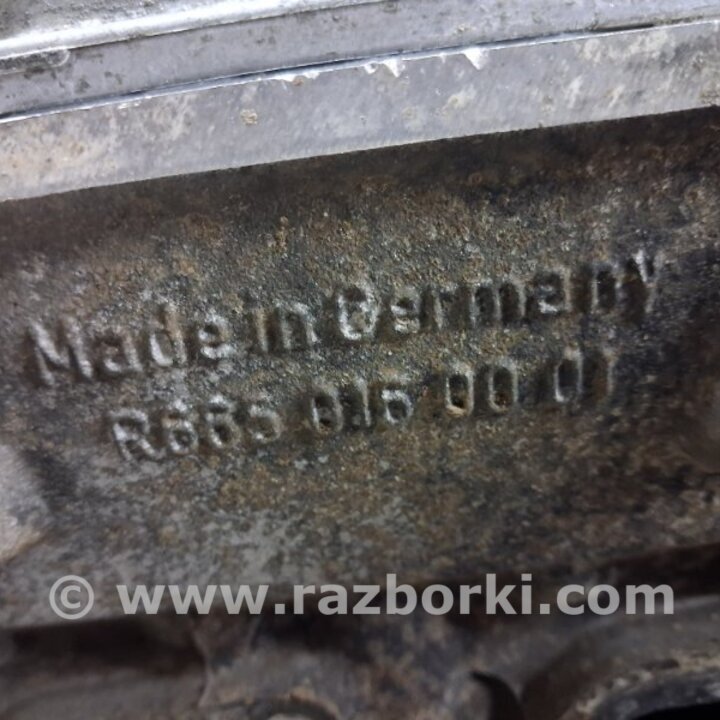 Made in Germany
R665 016 00 01
© www.razborki.com